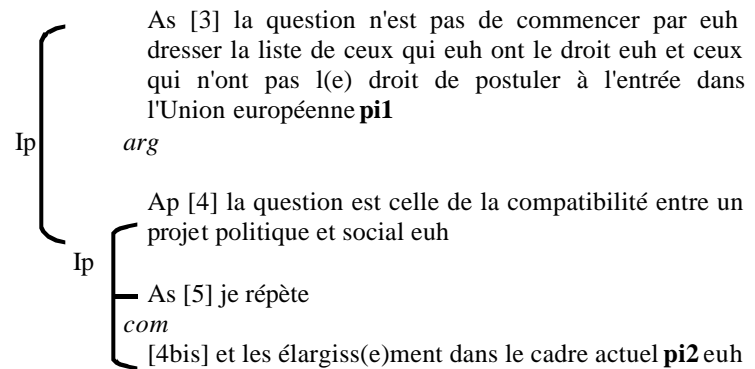 As [3] la question n'est pas de commencer par euh
dresser la liste de ceux qui euh ont le droit euh et ceux
qui n'ont pas l(e) droit de postuler à l'entrée dans
l'Union européenne pi1
Ip
arg
Ap [4] la question est celle de la compatibilité entre un
projet politique et social euh
Ip
As [5] je répète
com
[4bis] et les élargiss(e)ment dans le cadre actuel pi2 euh